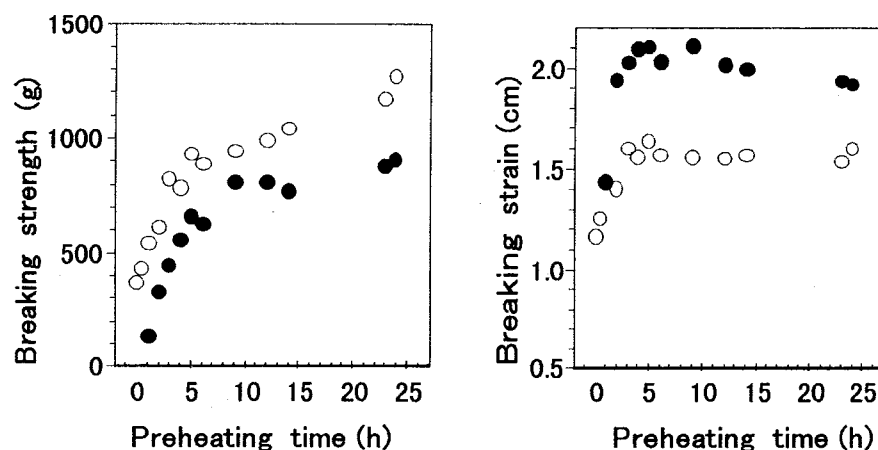 Breaking strength (g)
1500
1000
500
0
0 5 10 15 20 25
Preheating time (h)
Breaking strain (cm)
2.0
1.5
1.0
0.5
0 5 10 15 20 25
Preheating time (h)